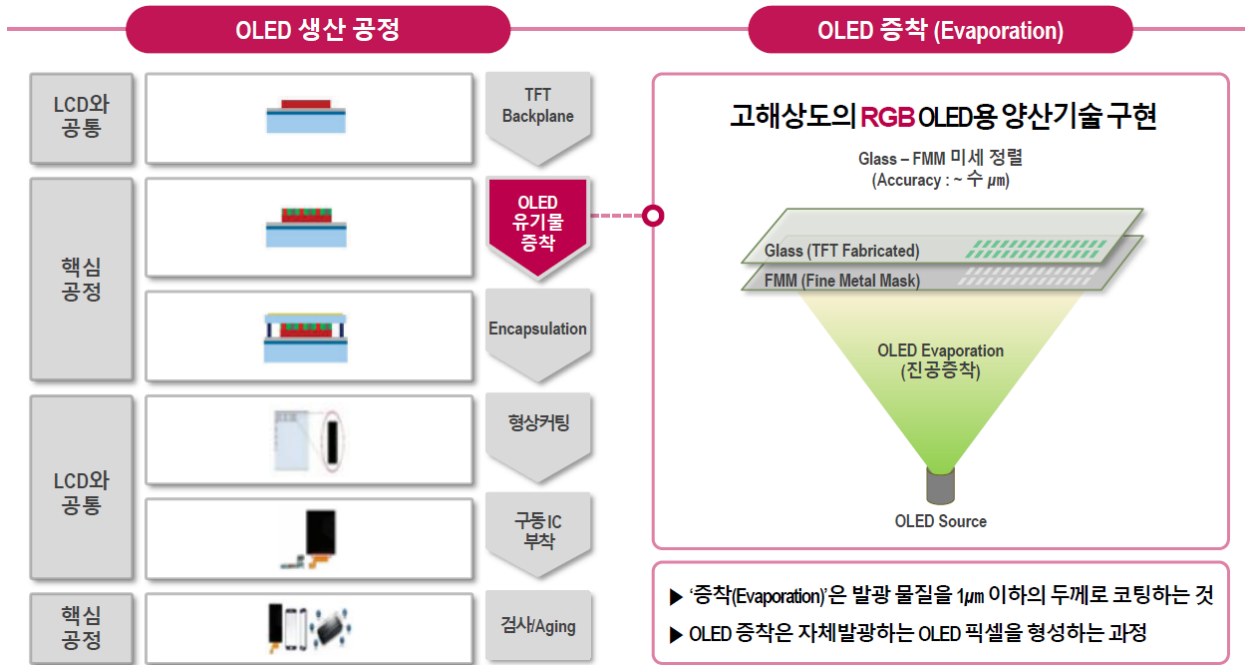 OLED 생산 공정
LCD와
공통
TFT
Backplane
핵심
공정
OLED
유기물
증착
Encapsulation
LCD와
공통
형상커팅
구동 IC
부착
핵심
공정
검사/Aging
OLED 증착 (Evaporation)
고해상도의 RGB OLED용 양산기술 구현
Glass – FMM 미세 정렬
(Accuracy : ~ 수 ㎛)
Glass (TFT Fabricated)
FMM (Fine Metal Mask)
OLED Evaporation
(진공증착)
OLED Source
▶ ‘증착(Evaporation)’은 발광 물질을 1㎛ 이하의 두께로 코팅하는 것
▶ OLED 증착은 자체발광하는 OLED 픽셀을 형성하는 과정